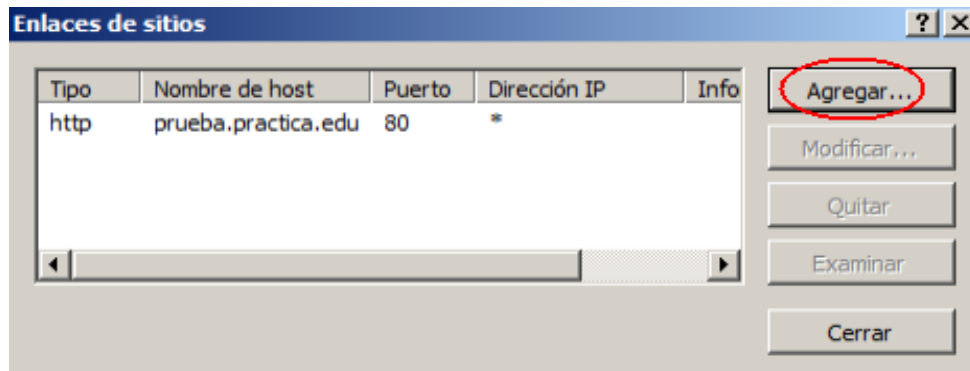 Enlaces de sitios
Tipo Nombre de host Puerto Dirección IP Info
http prueba.practica.edu 80 *
Agregar...
Modificar...
Quitar
Examinar
Cerrar